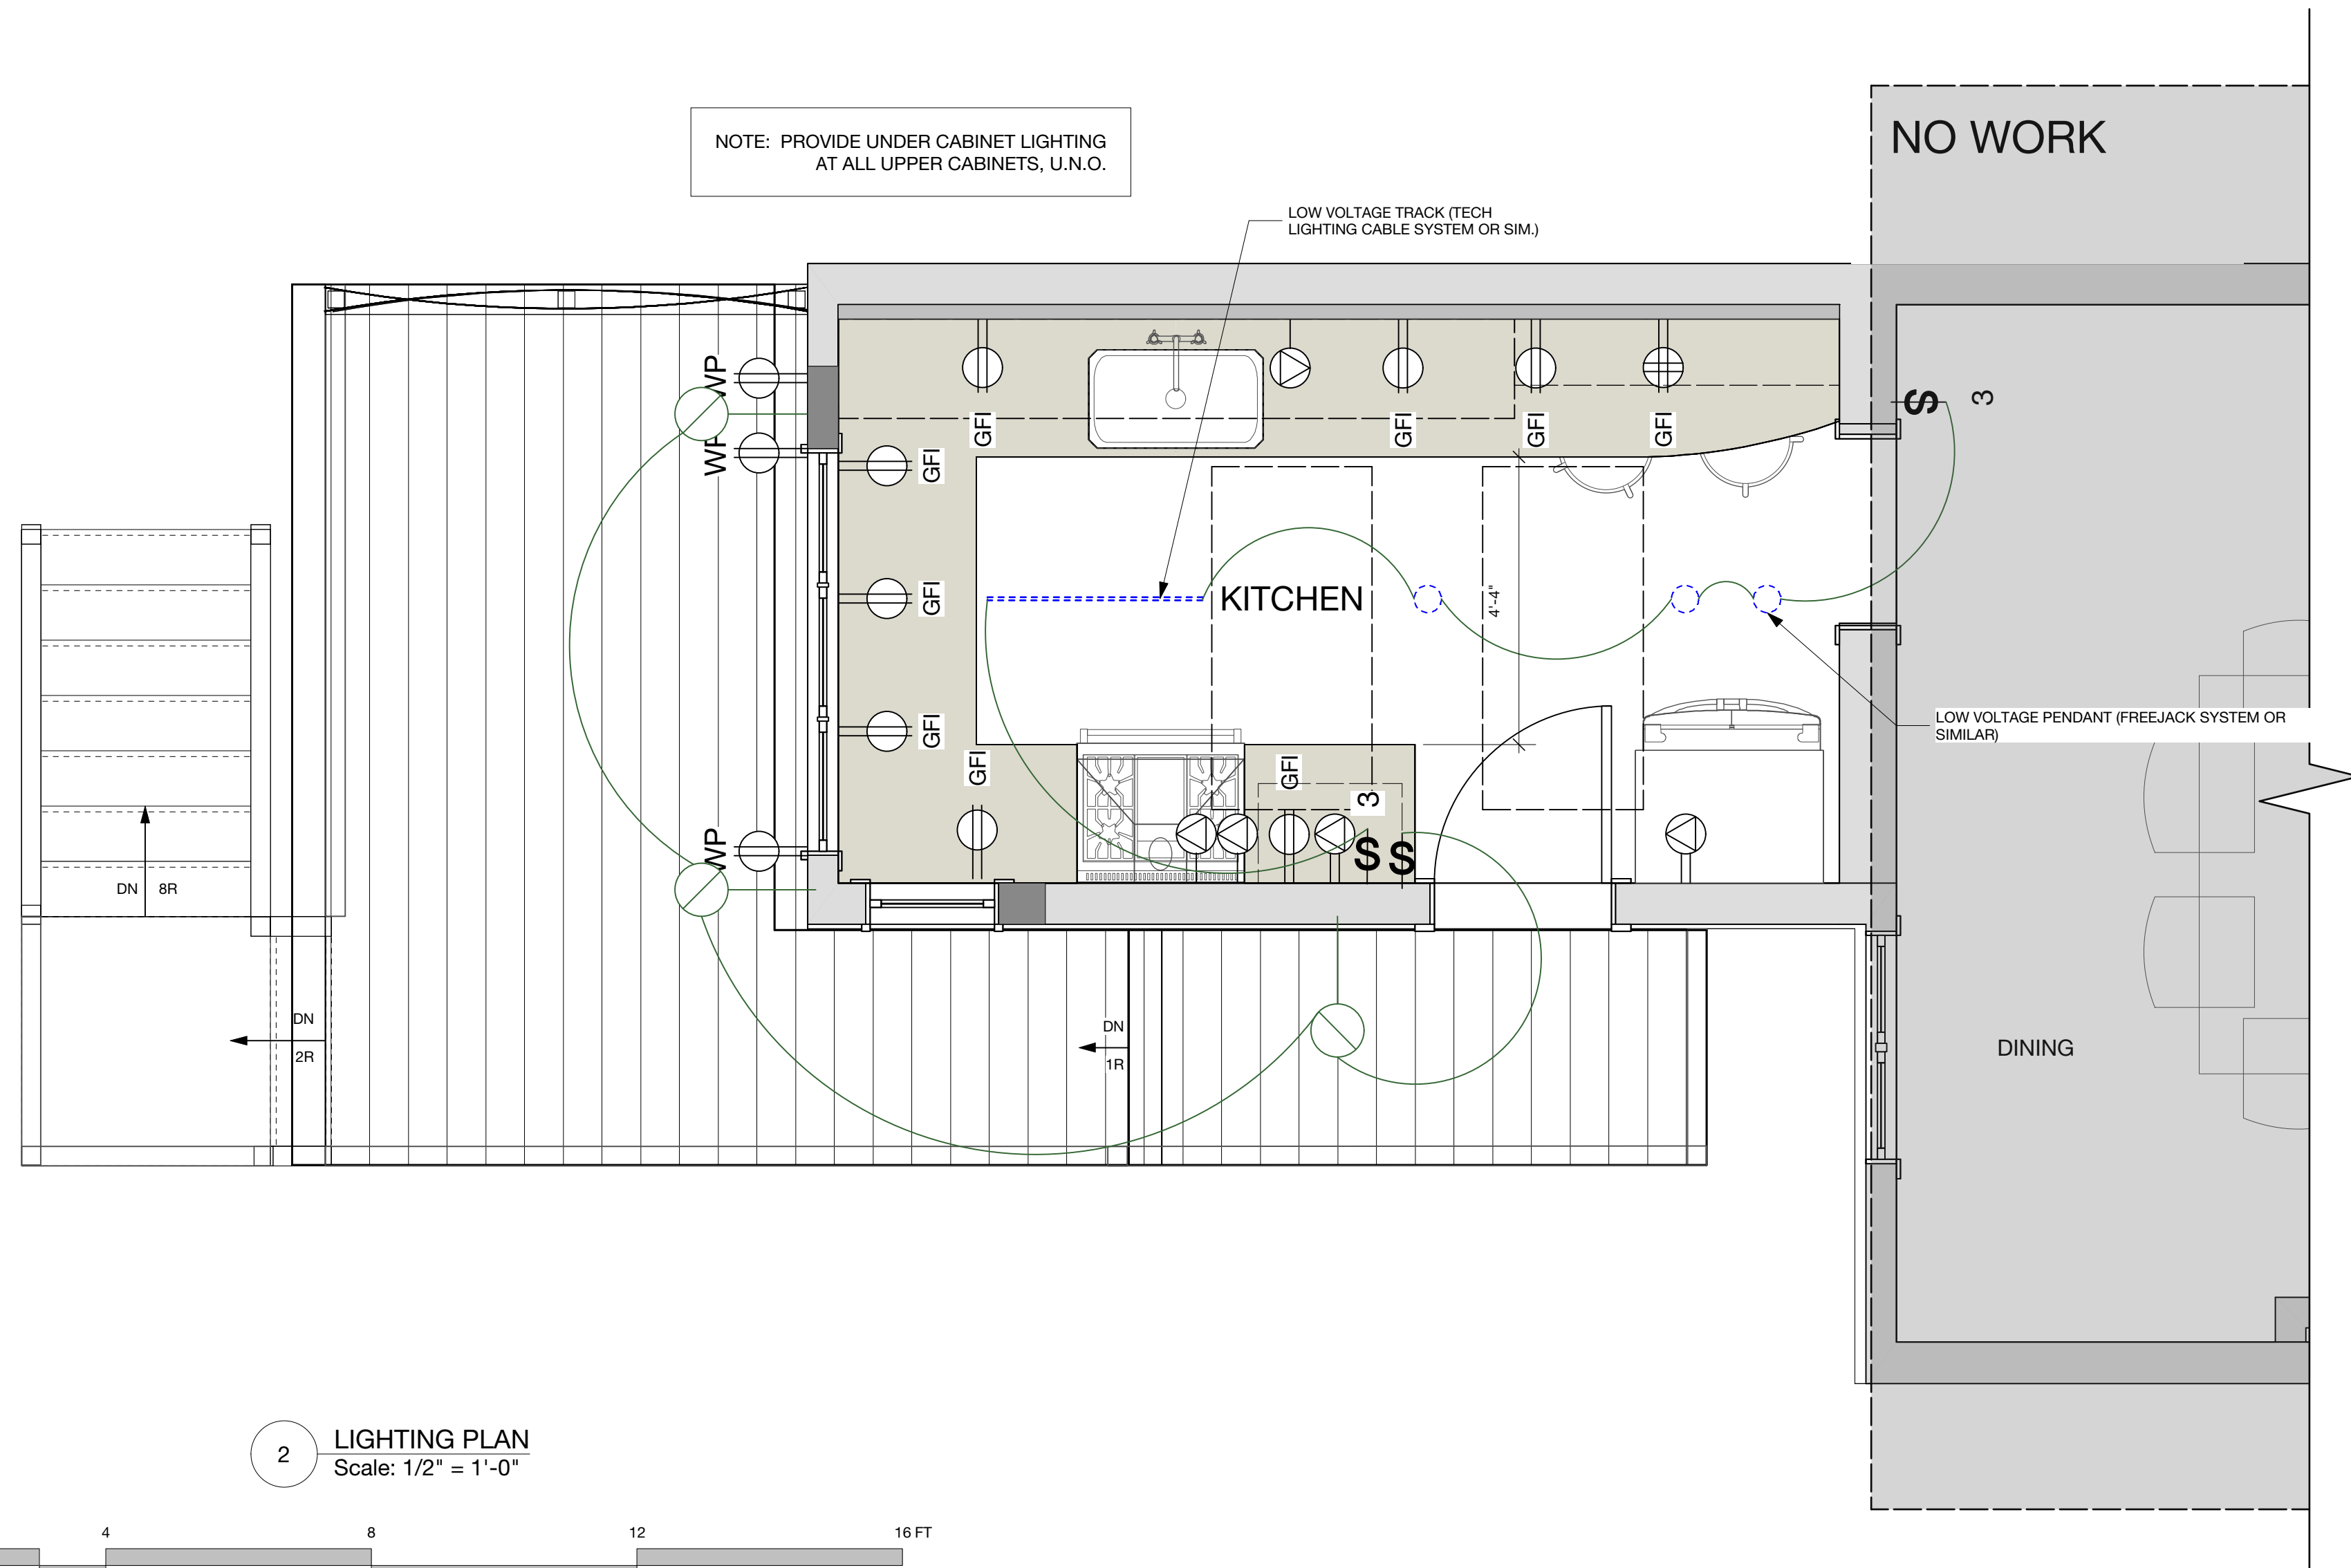 NO WORK
NOTE: PROVIDE UNDER CABINET LIGHTING
AT ALL UPPER CABINETS, U.N.O.
LOW VOLTAGE TRACK (TECH
LIGHTING CABLE SYSTEM OR SIM.)
WP
WP
GFI
GFI
GFI
GFI
S
3
GFI
GFI
KITCHEN
4'-4"
GFI
LOW VOLTAGE PENDANT (FREEJACK SYSTEM OR
SIMILAR)
GFI
GFI
3
WP
S S
DN 8R
DN
2R
DN
1R
DINING
2
LIGHTING PLAN
Scale: 1/2" = 1'-0"
4 8 12 16 FT